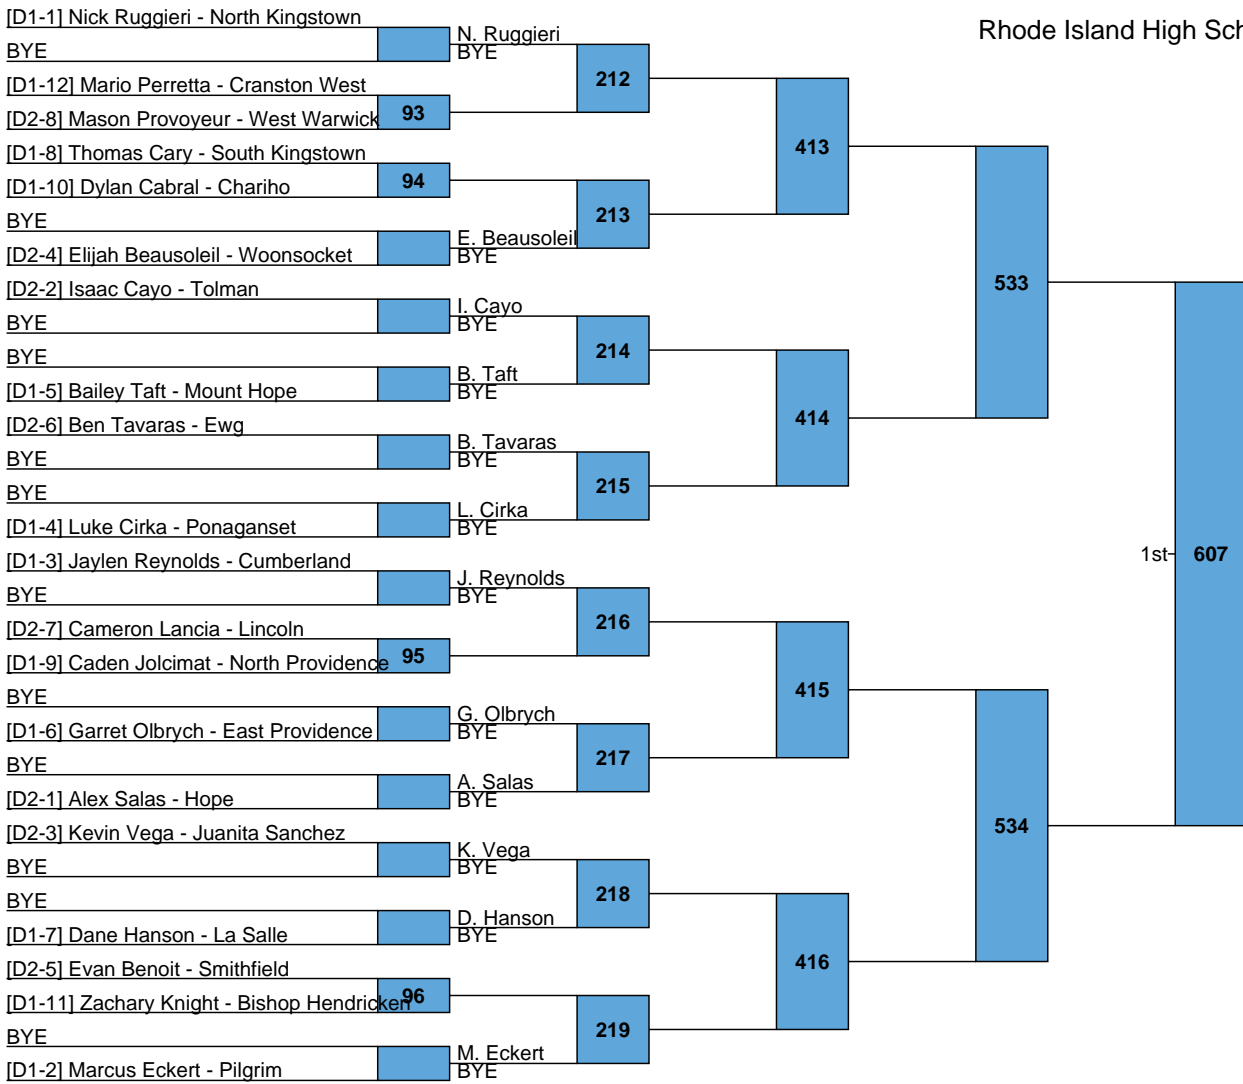 Rhode Island High Sch
[D1-1] Nick Ruggieri - North Kingstown
BYE
N. Ruggieri
BYE
212
[D1-12] Mario Perretta - Cranston West
[D2-8] Mason Provoyeur - West Warwick
93
413
[D1-8] Thomas Cary - South Kingstown
[D1-10] Dylan Cabral - Chariho
94
213
BYE
[D2-4] Elijah Beausoleil - Woonsocket
E. Beausoleil
BYE
533
[D2-2] Isaac Cayo - Tolman
BYE
I. Cayo
BYE
214
BYE
[D1-5] Bailey Taft - Mount Hope
B. Taft
BYE
414
[D2-6] Ben Tavaras - Ewg
BYE
B. Tavaras
BYE
215
BYE
[D1-4] Luke Cirka - Ponaganset
L. Cirka
BYE
1st
607
[D1-3] Jaylen Reynolds - Cumberland
BYE
J. Reynolds
BYE
216
[D2-7] Cameron Lancia - Lincoln
[D1-9] Caden Jolcimat - North Providence
95
415
BYE
[D1-6] Garret Olbrych - East Providence
G. Olbrych
BYE
217
BYE
[D2-1] Alex Salas - Hope
A. Salas
BYE
534
[D2-3] Kevin Vega - Juanita Sanchez
BYE
K. Vega
BYE
218
BYE
[D1-7] Dane Hanson - La Salle
D. Hanson
BYE
416
[D2-5] Evan Benoit - Smithfield
[D1-11] Zachary Knight - Bishop Hendricken
96
219
BYE
[D1-2] Marcus Eckert - Pilgrim
M. Eckert
BYE